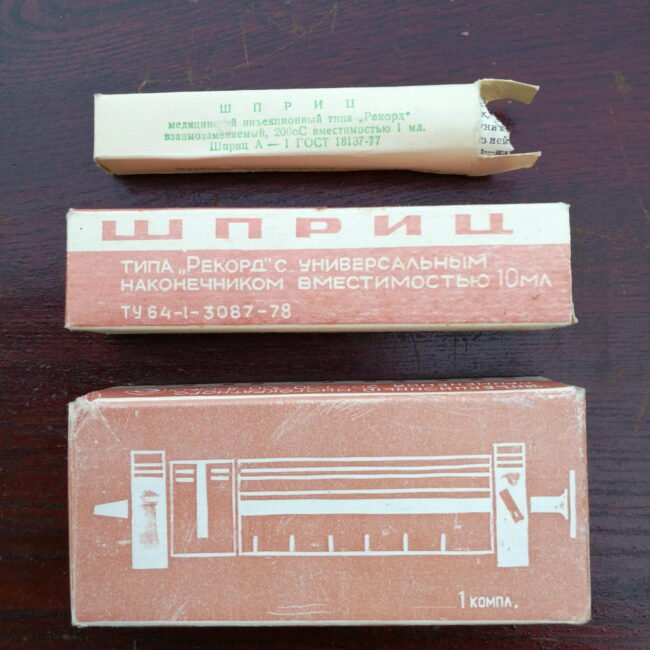 Ш П Р И Ц
медицинский инъекционный типа „Рекорд"
взаимозаменяемый, 200оС вместимостью 1 мл.
Шприц А — 1 ГОСТ 18137-77
ШПРИЦ
ТИПА „РЕКОРД" С УНИВЕРСАЛЬНЫМ
НАКОНЕЧНИКОМ ВМЕСТИМОСТЬЮ 10МЛ
ТУ 64-1-3087-78
1 КОМПЛ.